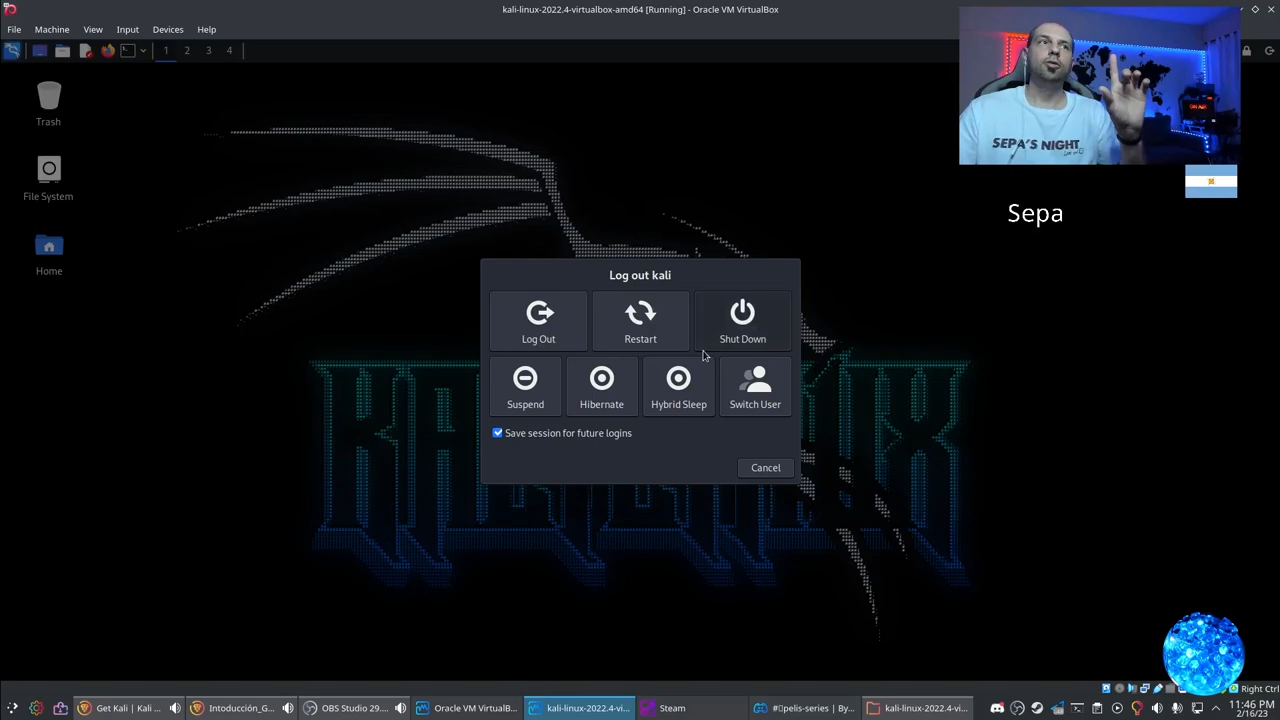 kali-linux-2022.4-virtualbox-amd64 [Running] - Oracle VM VirtualBox
File Machine View Input Devices Help
1 2 3 4
Trash
File System
Home
SEPA'S NIGHT
Sepa
Log out kali
Log Out Restart Shut Down
Suspend Hibernate Hybrid Sleep Switch User
Save session for future logins
Cancel
KALI LINUX
Right Ctrl
Get Kali | Kali ...
Intoducción_G...
OBS Studio 29....
Oracle VM VirtualB...
kali-linux-2022.4-vi...
Steam
#pelis-series | By...
kali-linux-2022.4-vi...
11:46 PM
2/16/23